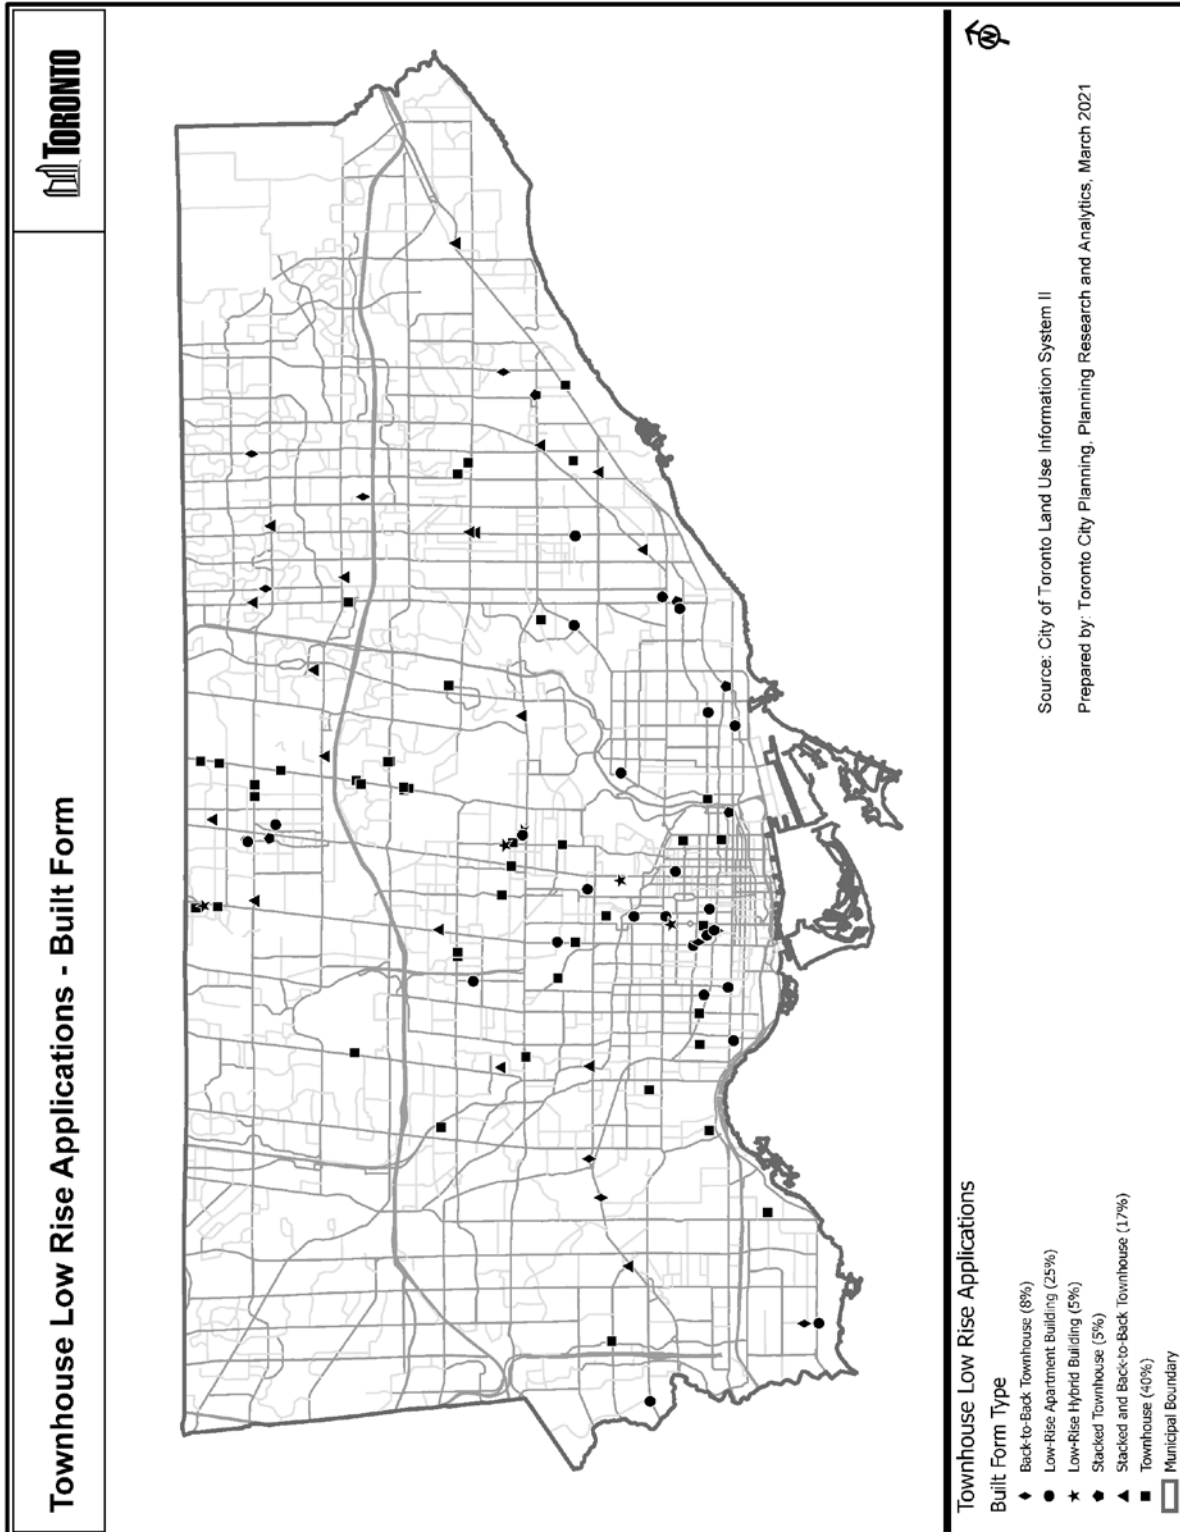 Townhouse Low Rise Applications - Built Form
TORONTO
Townhouse Low Rise Applications
Built Form Type
Back-to-Back Townhouse (8%)
Low-Rise Apartment Building (25%)
Low-Rise Hybrid Building (5%)
Stacked Townhouse (5%)
Stacked and Back-to-Back Townhouse (17%)
Townhouse (40%)
Municipal Boundary
Source: City of Toronto Land Use Information System II
Prepared by: Toronto City Planning, Planning Research and Analytics, March 2021
N